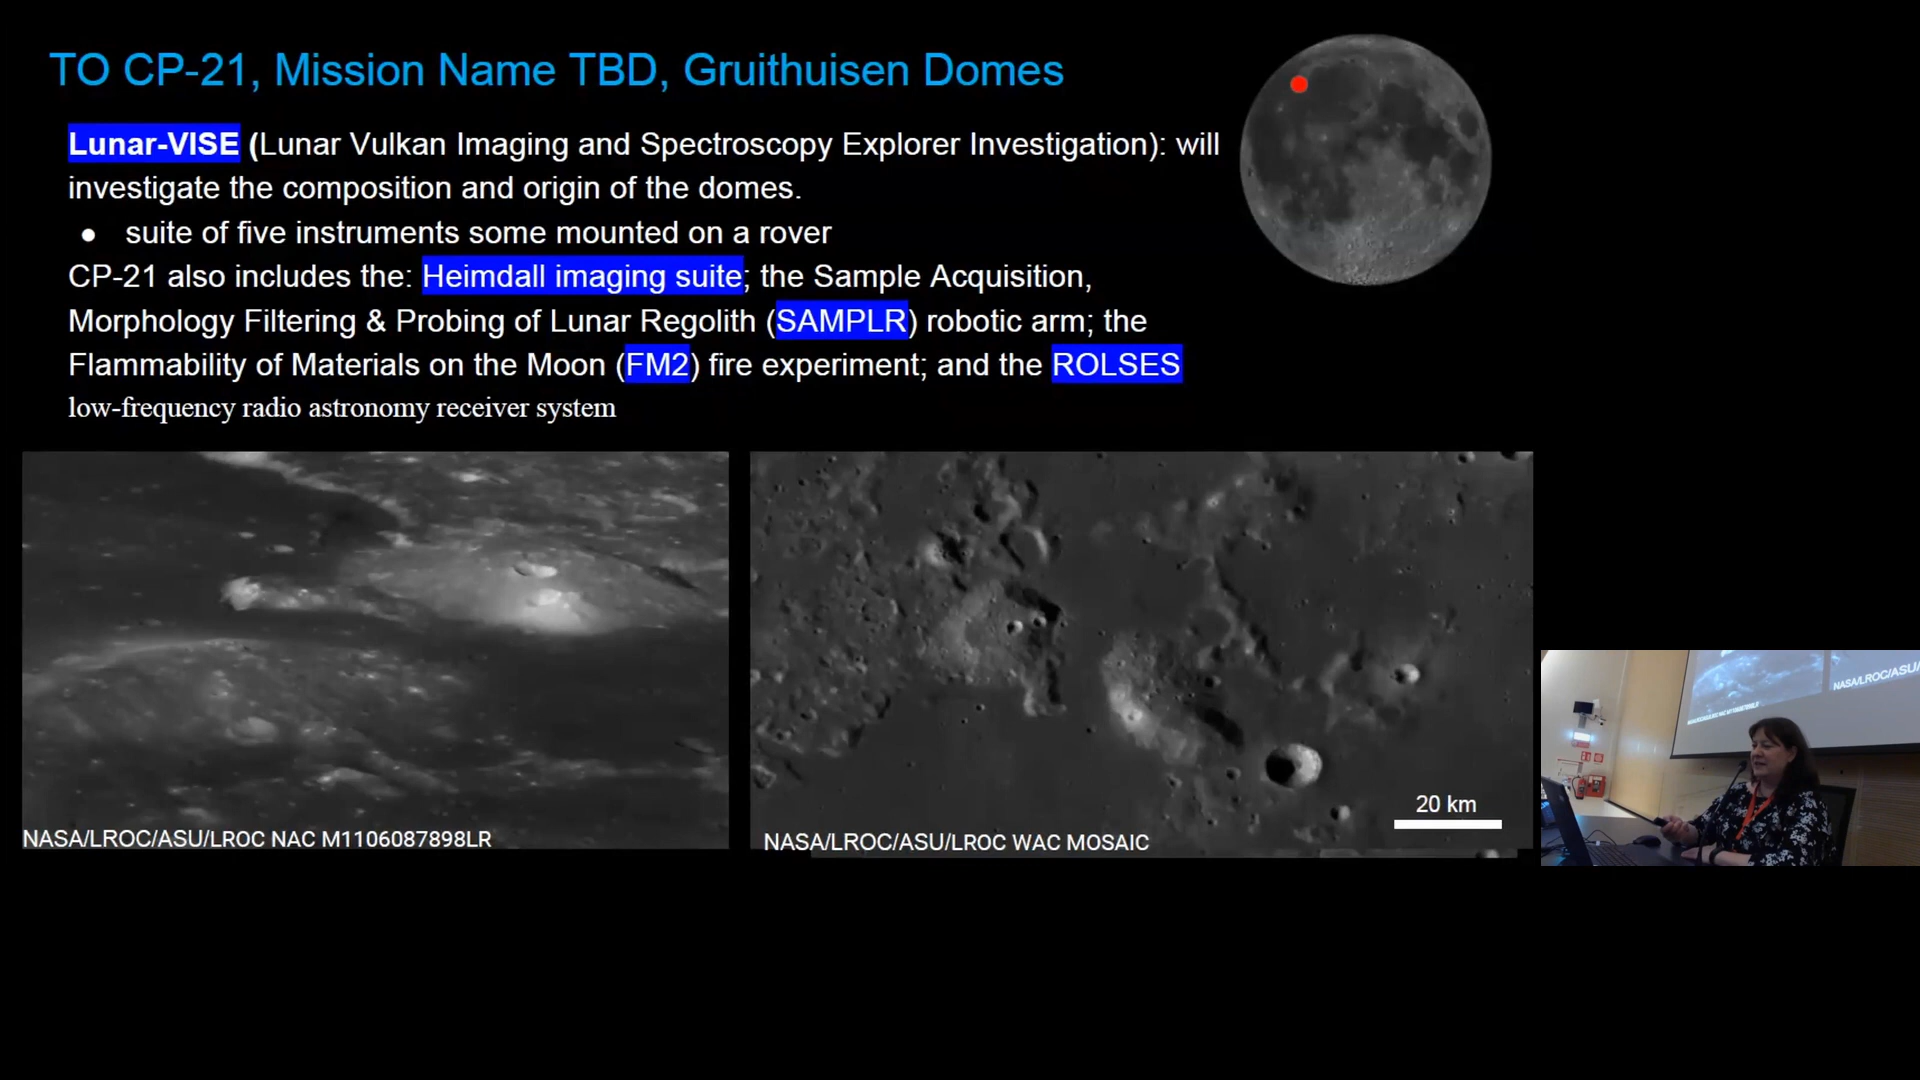 TO CP-21, Mission Name TBD, Gruithuisen Domes
Lunar-VISE (Lunar Vulkan Imaging and Spectroscopy Explorer Investigation): will
investigate the composition and origin of the domes.
● suite of five instruments some mounted on a rover
CP-21 also includes the: Heimdall imaging suite; the Sample Acquisition,
Morphology Filtering & Probing of Lunar Regolith (SAMPLR) robotic arm; the
Flammability of Materials on the Moon (FM2) fire experiment; and the ROLSES
low-frequency radio astronomy receiver system
NASA/LROC/ASU/LROC NAC M1106087898LR
20 km
NASA/LROC/ASU/LROC WAC MOSAIC
NASA/LROC/ASU/